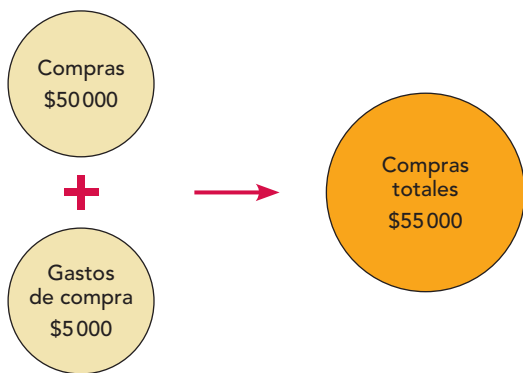 Compras
$50 000
+
Gastos
de compra
$5 000
Compras
totales
$55 000